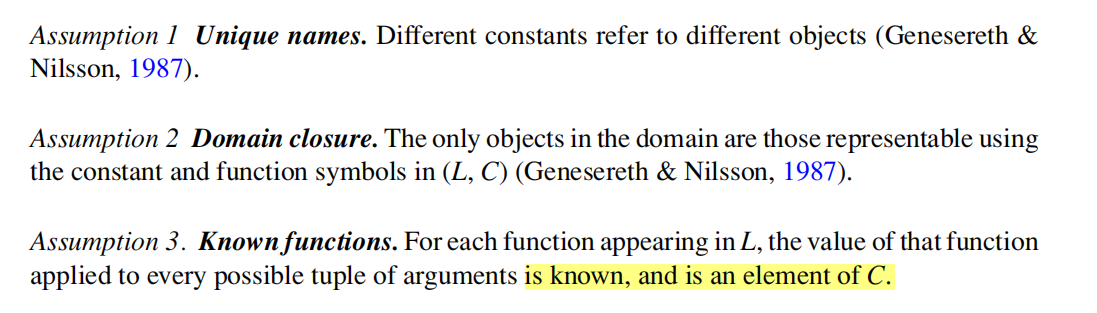 Assumption 1 Unique names. Different constants refer to different objects (Genesereth &
Nilsson, 1987).
Assumption 2 Domain closure. The only objects in the domain are those representable using
the constant and function symbols in (L, C) (Genesereth & Nilsson, 1987).
Assumption 3. Known functions. For each function appearing in L, the value of that function
applied to every possible tuple of arguments is known, and is an element of C.